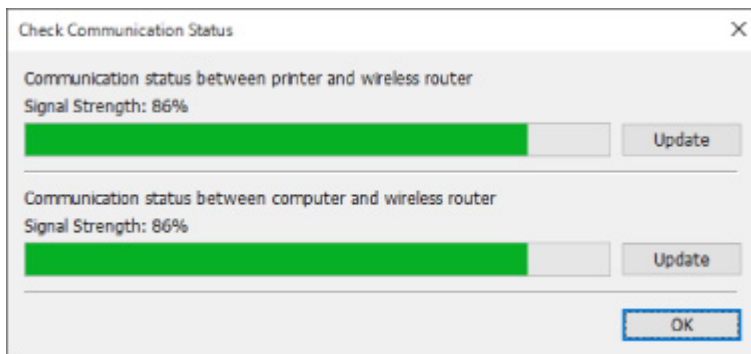 Check Communication Status
Communication status between printer and wireless router
Signal Strength: 86%
Update
Communication status between computer and wireless router
Signal Strength: 86%
Update
OK